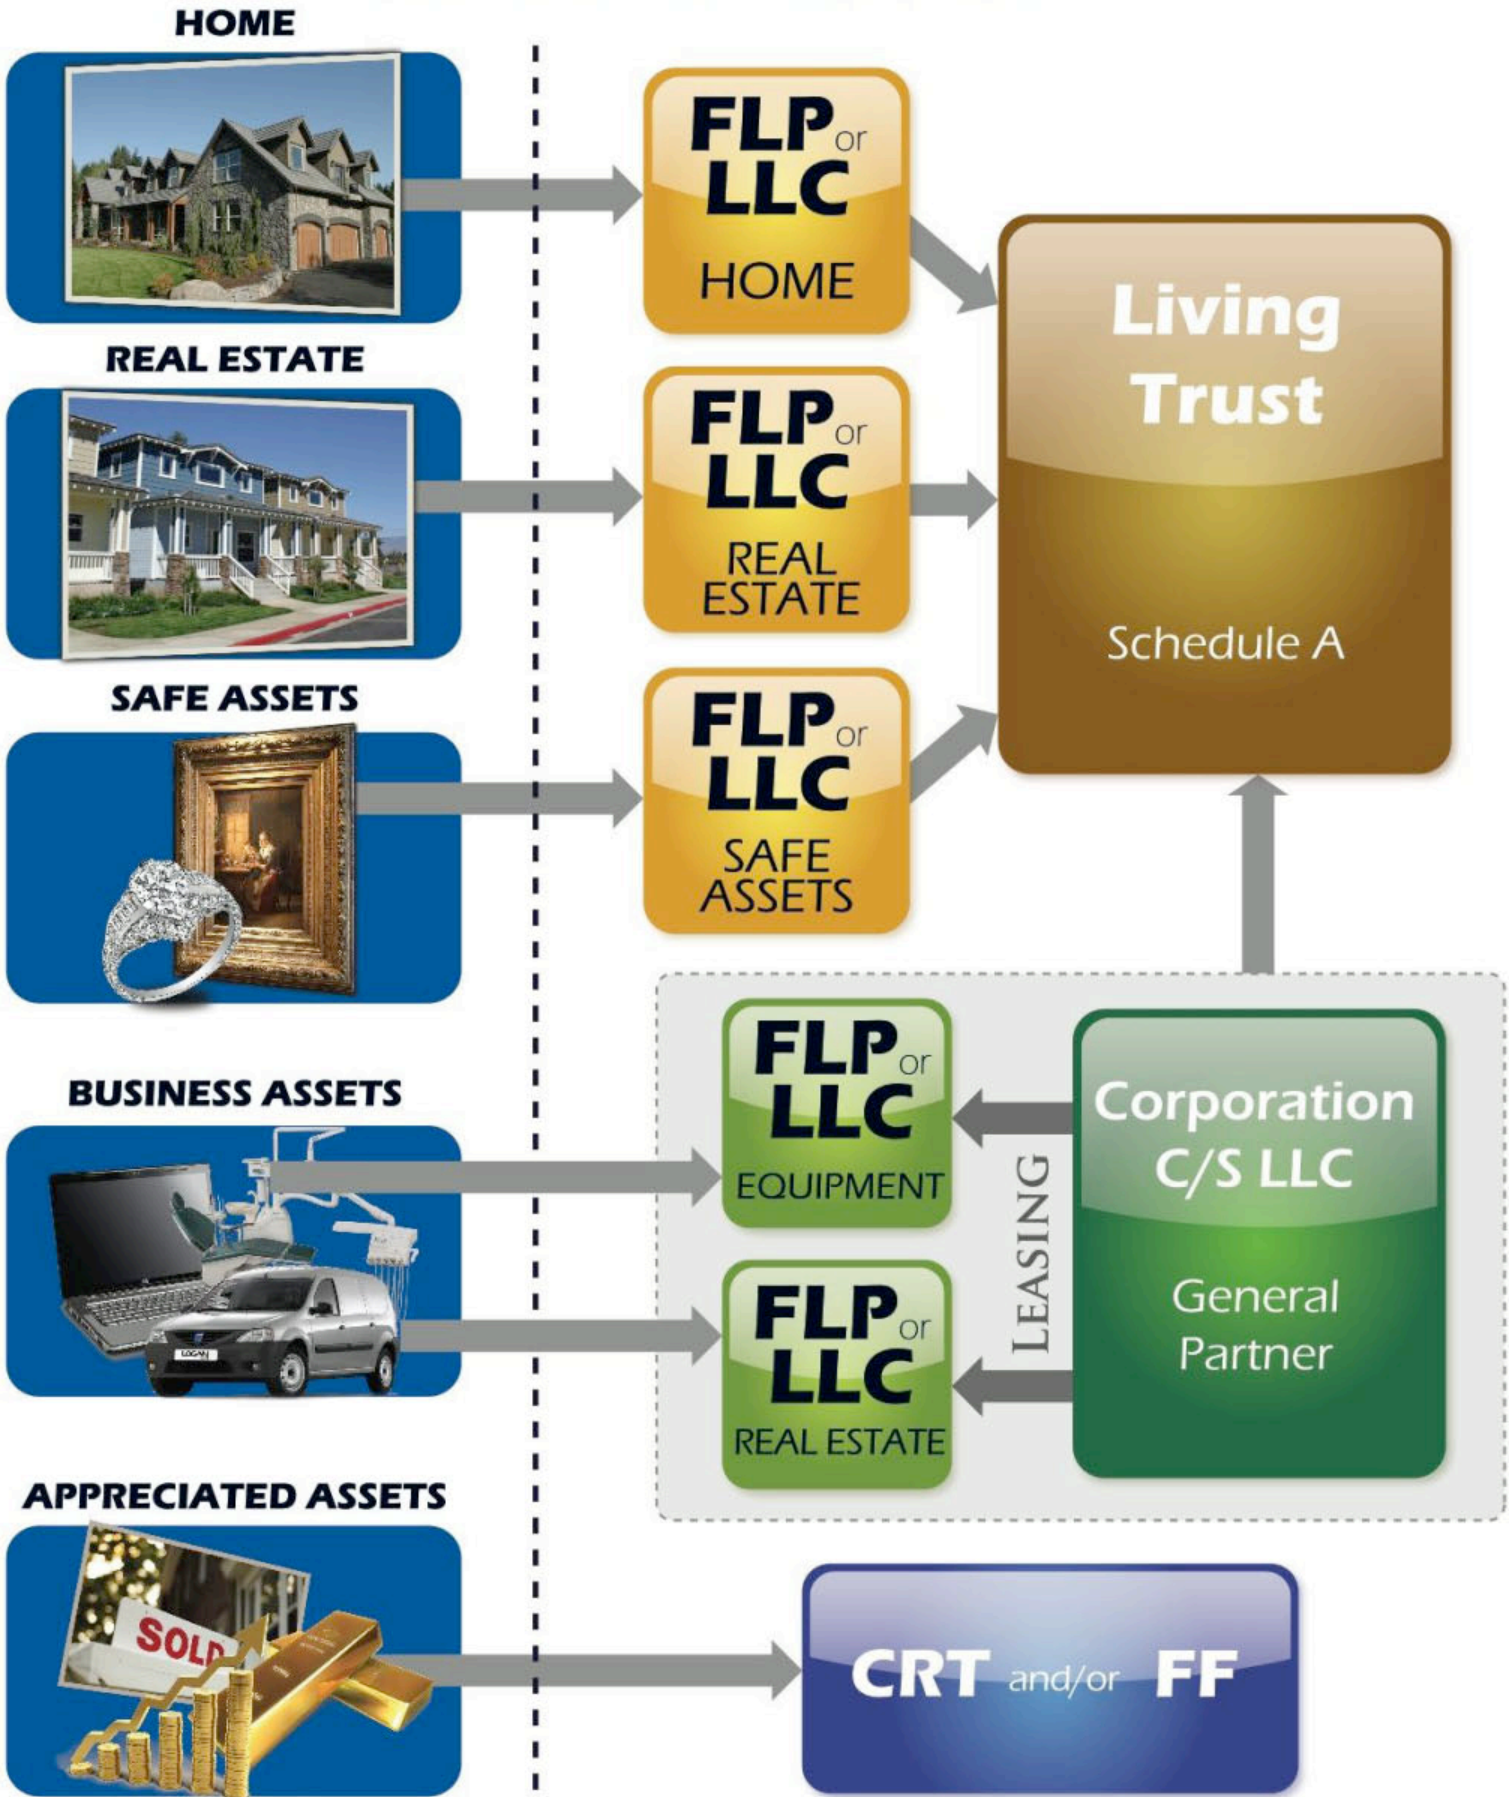 HOME
FLP or
LLC
HOME
Living
Trust
Schedule A
REAL ESTATE
FLP or
LLC
REAL
ESTATE
SAFE ASSETS
FLP or
LLC
SAFE
ASSETS
BUSINESS ASSETS
LOGAN
FLP or
LLC
EQUIPMENT
FLP or
LLC
REAL ESTATE
LEASING
Corporation
C/S LLC
General
Partner
APPRECIATED ASSETS
SOLD
CRT and/or FF